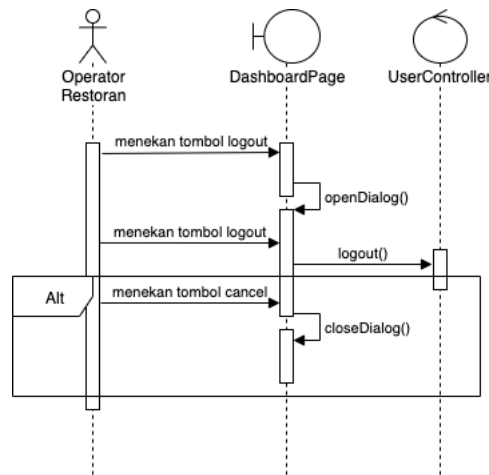 Operator
Restoran
DashboardPage
UserController
menekan tombol logout
openDialog()
menekan tombol logout
logout()
Alt
menekan tombol cancel
closeDialog()